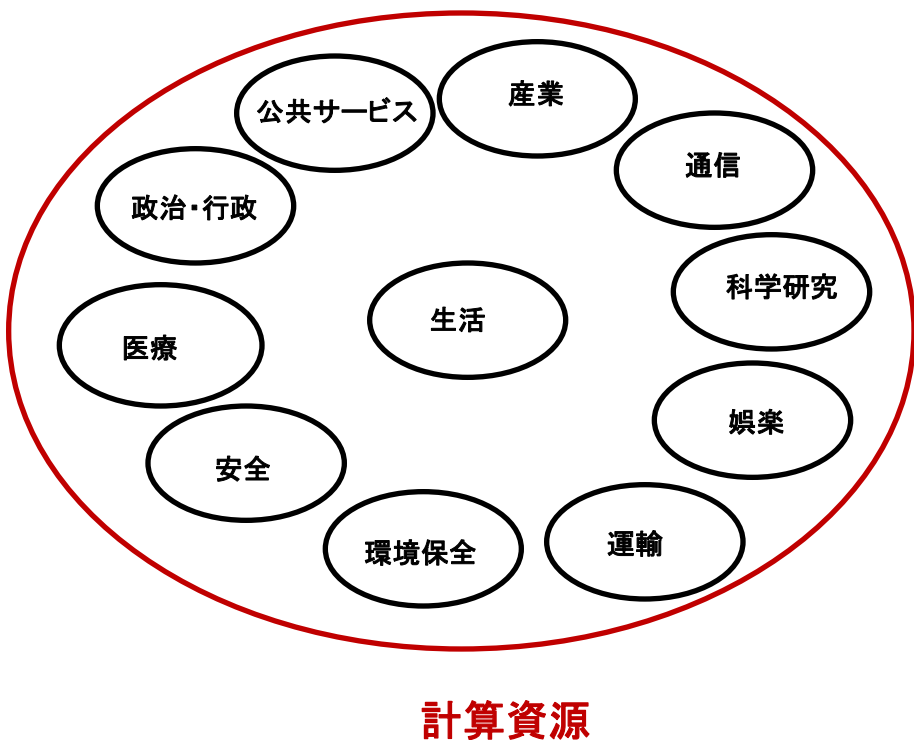 公共サービス
産業
通信
政治・行政
科学研究
生活
医療
娯楽
安全
環境保全
運輸
計算資源